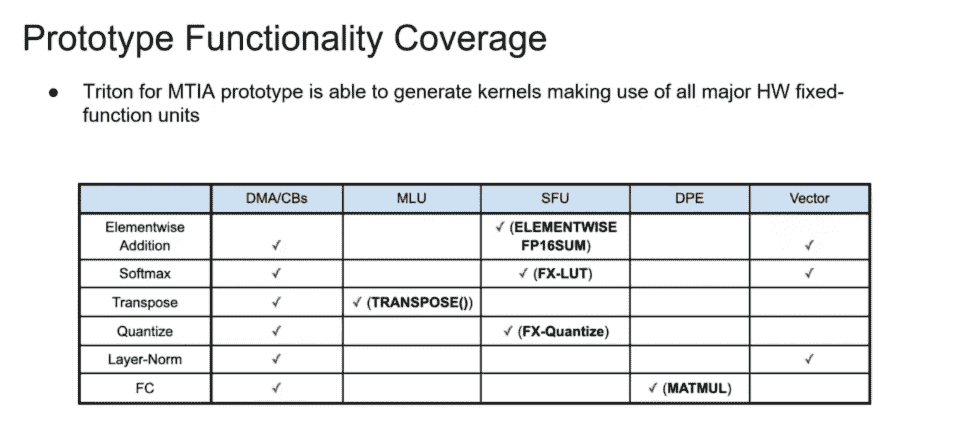 Prototype Functionality Coverage
● Triton for MTIA prototype is able to generate kernels making use of all major HW fixed-
function units
DMA/CBs MLU SFU DPE Vector
Elementwise Addition ✓ ✓ (ELEMENTWISE FP16SUM) ✓
Softmax ✓ ✓ (FX-LUT) ✓
Transpose ✓ ✓ (TRANSPOSE())
Quantize ✓ ✓ (FX-Quantize)
Layer-Norm ✓ ✓
FC ✓ ✓ (MATMUL)